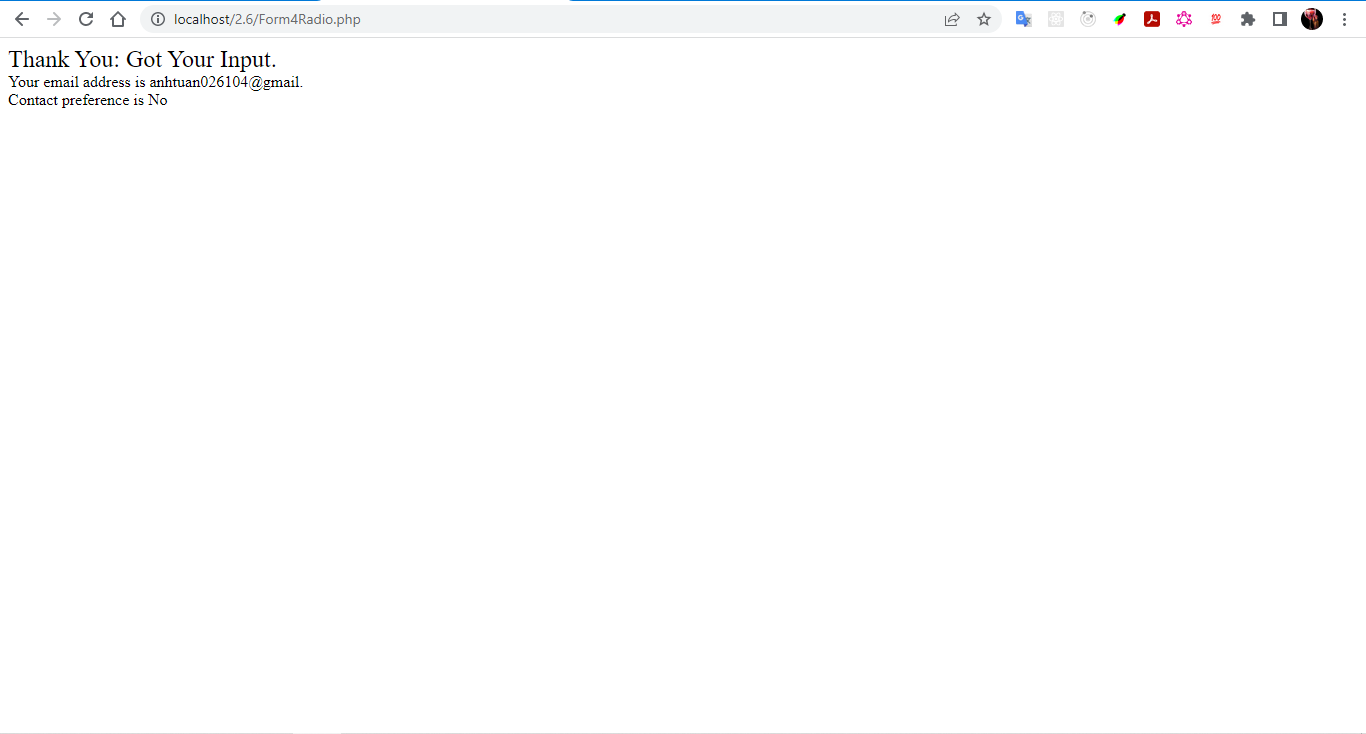 localhost/2.6/Form4Radio.php
Thank You: Got Your Input.
Your email address is anhtuan026104@gmail.
Contact preference is No